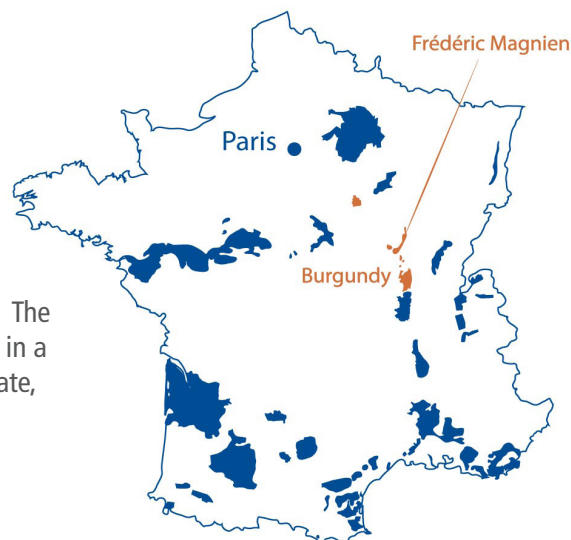 Frédéric Magnien
Paris
Burgundy
The
in a
ate,